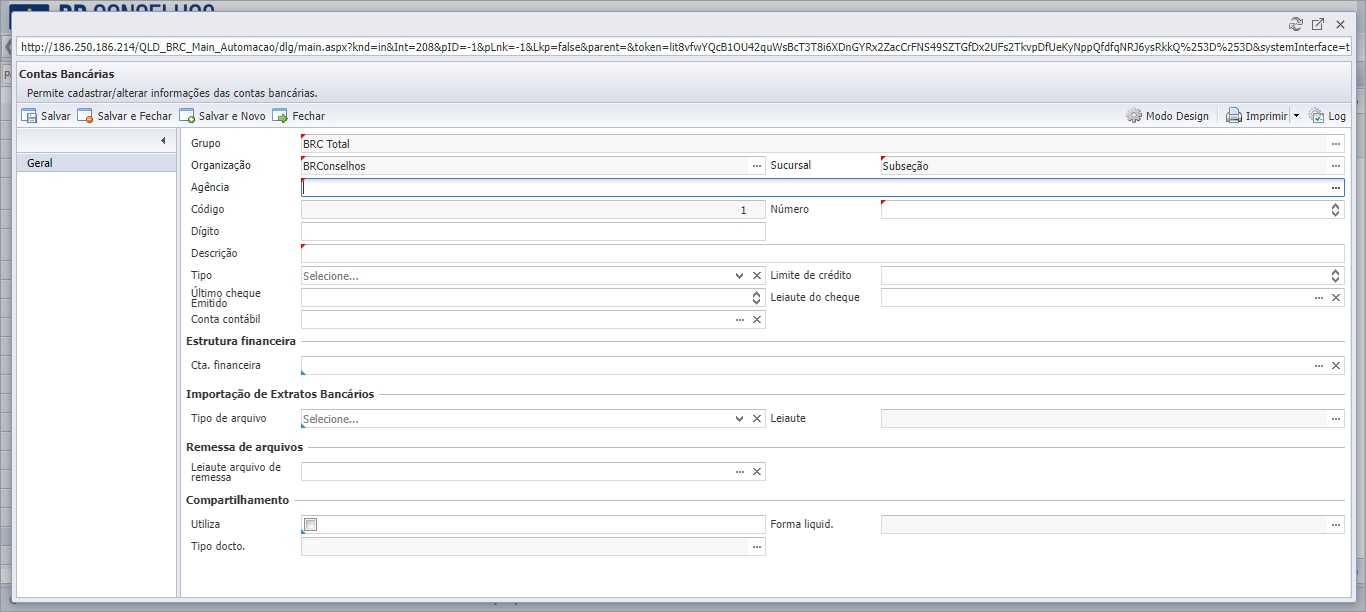 BR CONSELHOS
http://186.250.186.214/QLD_BRC_Main_Automacao/dlg/main.aspx?knd=in&Int=208&pID=-1&pLnk=-1&Lkp=false&parent=&token=lit8vfwYQcB1OU42quWsBcT3T8i6XDnGYRx2ZacCrFNS49SZTGfDx2UFs2TkvpDfUeKyNppQfdfqNRJ6ysRkkQ%253D%253D&systemInterface=t
Contas Bancárias
Permite cadastrar/alterar informações das contas bancárias.
Salvar Salvar e Fechar Salvar e Novo Fechar Modo Design Imprimir Log
Geral
Grupo BRC Total
Organização BRConselhos Sucursal Subseção
Agência
Código 1 Número
Dígito
Descrição
Tipo Selecione... Limite de crédito
Último cheque
Emitido
Leiaute do cheque
Conta contábil
Estrutura financeira
Cta. financeira
Importação de Extratos Bancários
Tipo de arquivo Selecione... Leiaute
Remessa de arquivos
Leiaute arquivo de
remessa
Compartilhamento
Utiliza Forma liquid.
Tipo docto.